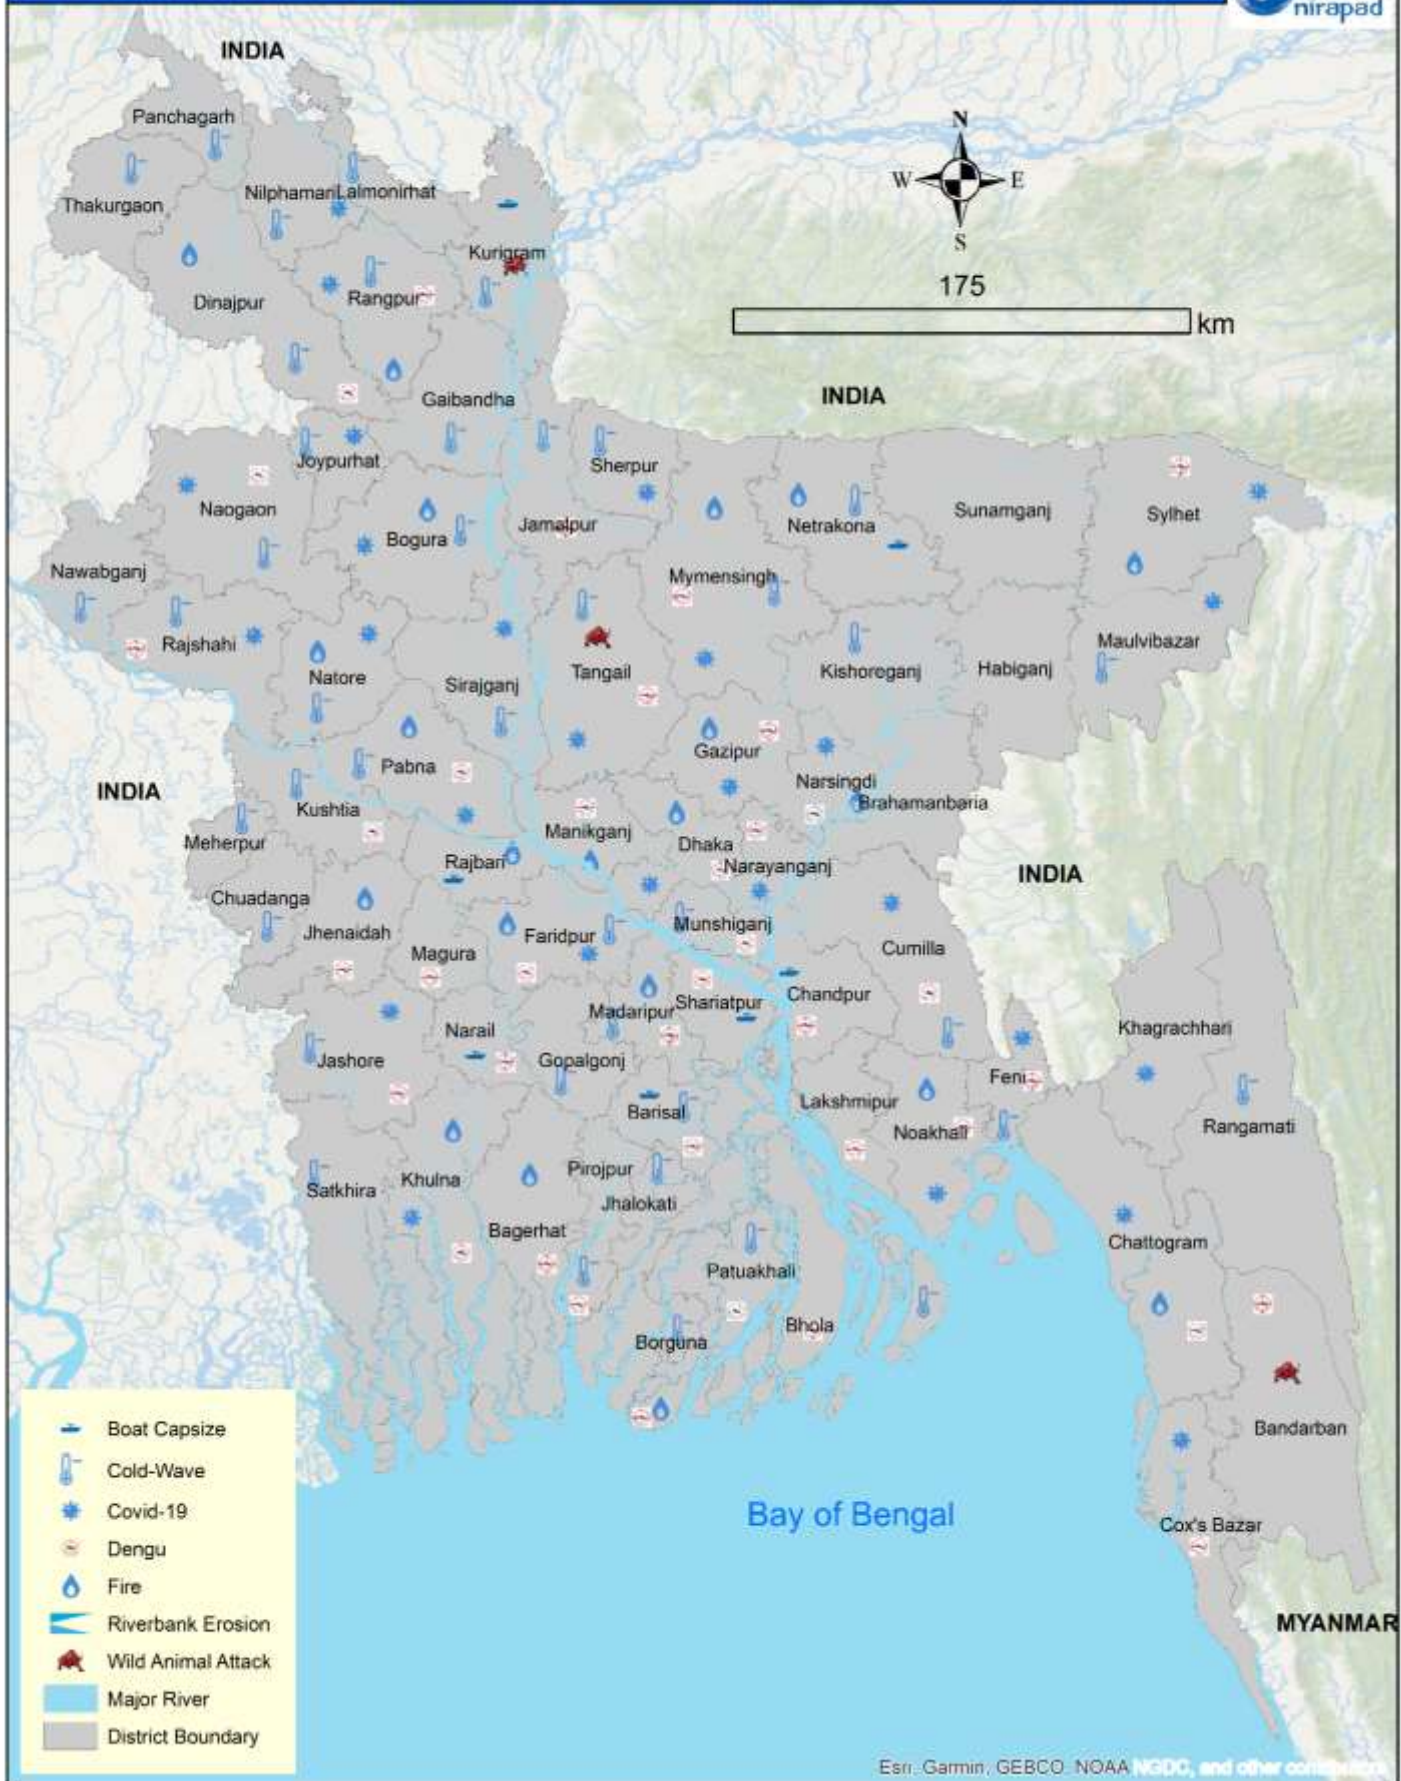 nirapad
INDIA
Panchagarh
N
W
E
S
Thakurgaon
Nilphamari
Lalmonirhat
Kurigram
175
km
Dinajpur
Rangpur
INDIA
Gaibandha
Joypurhat
Sherpur
Naogaon
Bogura
Jamalpur
Netrakona
Sunamganj
Sylhet
Nawabganj
Mymensingh
Rajshahi
Natore
Sirajganj
Tangail
Kishoreganj
Habiganj
Maulvibazar
Gazipur
Pabna
Narsingdi
INDIA
Kushtia
Brahamanbaria
Meherpur
Manikganj
Dhaka
Rajbari
Narayanganj
INDIA
Chuadanga
Jhenaidah
Magura
Faridpur
Munshiganj
Cumilla
Madaripur
Shariatpur
Chandpur
Khagrachhari
Narail
Jashore
Gopalgonj
Feni
Barisal
Lakshmipur
Noakhali
Rangamati
Satkhira
Khulna
Pirojpur
Jhalokati
Bagerhat
Chattogram
Patuakhali
Borguna
Bhola
Bandarban
Boat Capsize
Cold-Wave
Covid-19
Dengu
Fire
Riverbank Erosion
Wild Animal Attack
Major River
District Boundary
Bay of Bengal
Cox's Bazar
MYANMAR
Esri, Garmin, GEBCO, NOAA NGDC, and other contributors